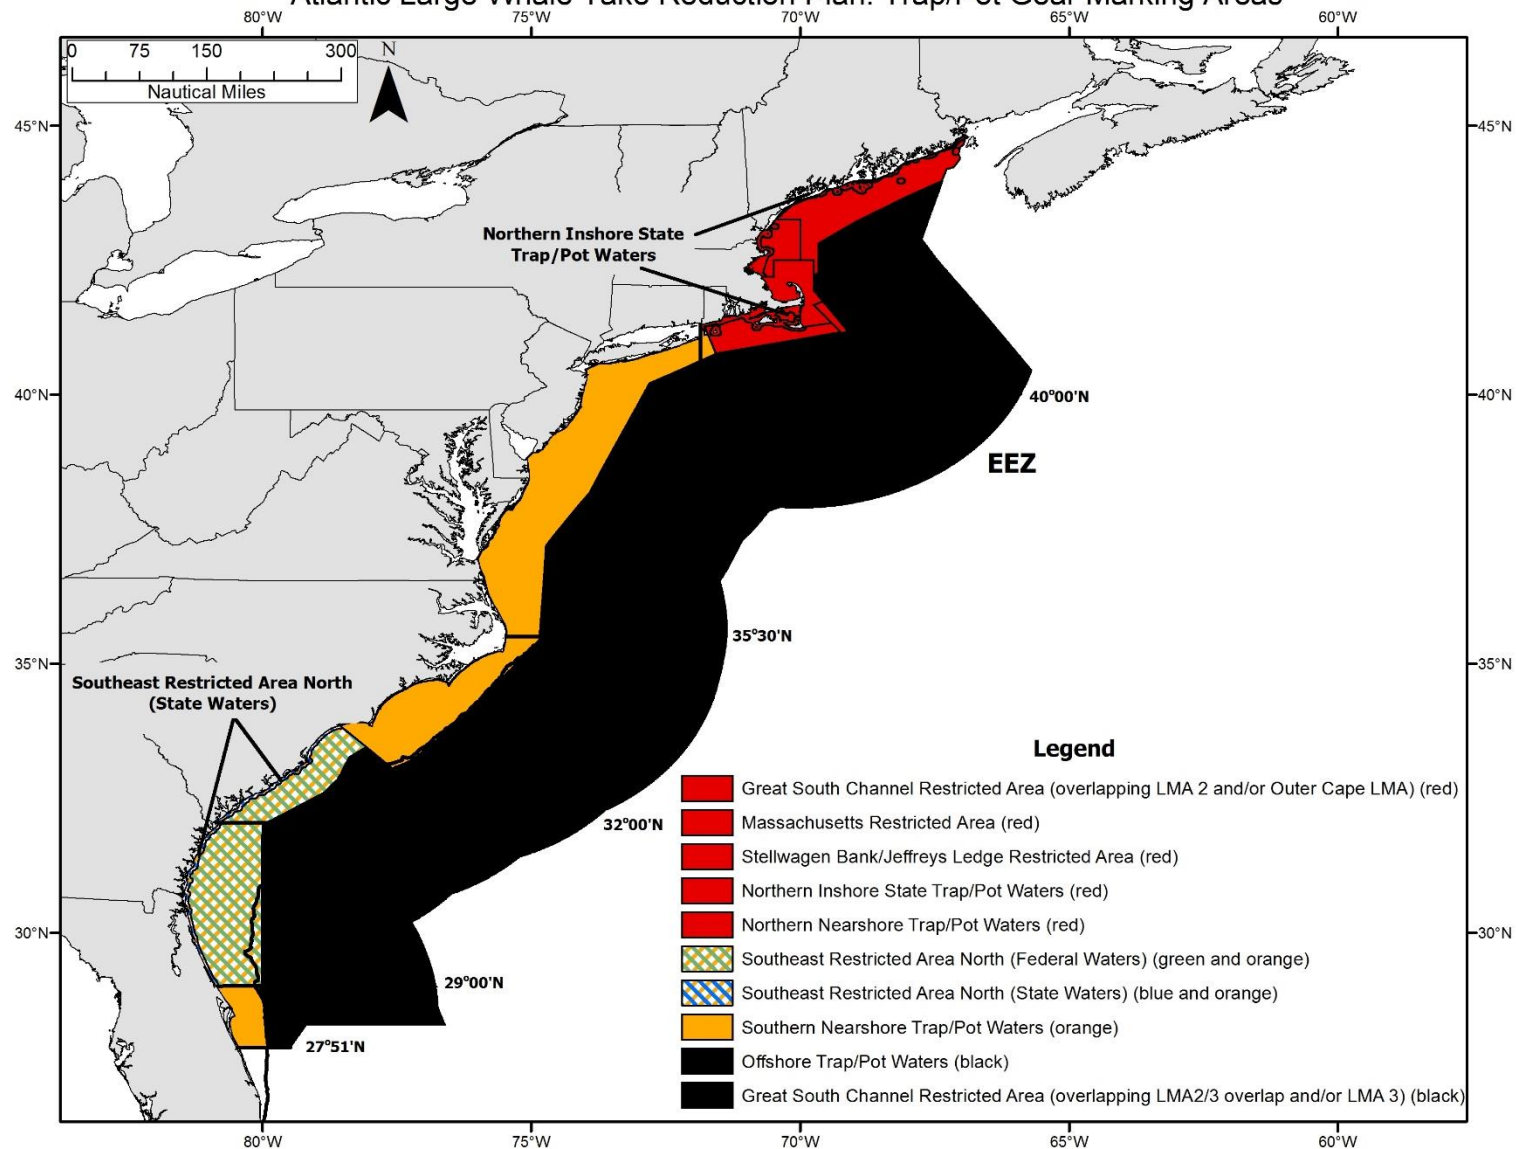 Atlantic Large Whale Take Reduction Plan: Trap/Pot Gear Marking Areas
80°W 75°W 70°W 65°W 60°W
0 75 150 300
N
Nautical Miles
45°N 45°N
Northern Inshore State
Trap/Pot Waters
40°N 40°N
40°00'N
EEZ
35°30'N
35°N 35°N
Southeast Restricted Area North
(State Waters)
Legend
Great South Channel Restricted Area (overlapping LMA 2 and/or Outer Cape LMA) (red)
32°00'N
Massachusetts Restricted Area (red)
Stellwagen Bank/Jeffreys Ledge Restricted Area (red)
Northern Inshore State Trap/Pot Waters (red)
Northern Nearshore Trap/Pot Waters (red)
30°N 30°N
Southeast Restricted Area North (Federal Waters) (green and orange)
29°00'N
Southeast Restricted Area North (State Waters) (blue and orange)
Southern Nearshore Trap/Pot Waters (orange)
27°51'N
Offshore Trap/Pot Waters (black)
Great South Channel Restricted Area (overlapping LMA2/3 overlap and/or LMA 3) (black)
80°W 75°W 70°W 65°W 60°W